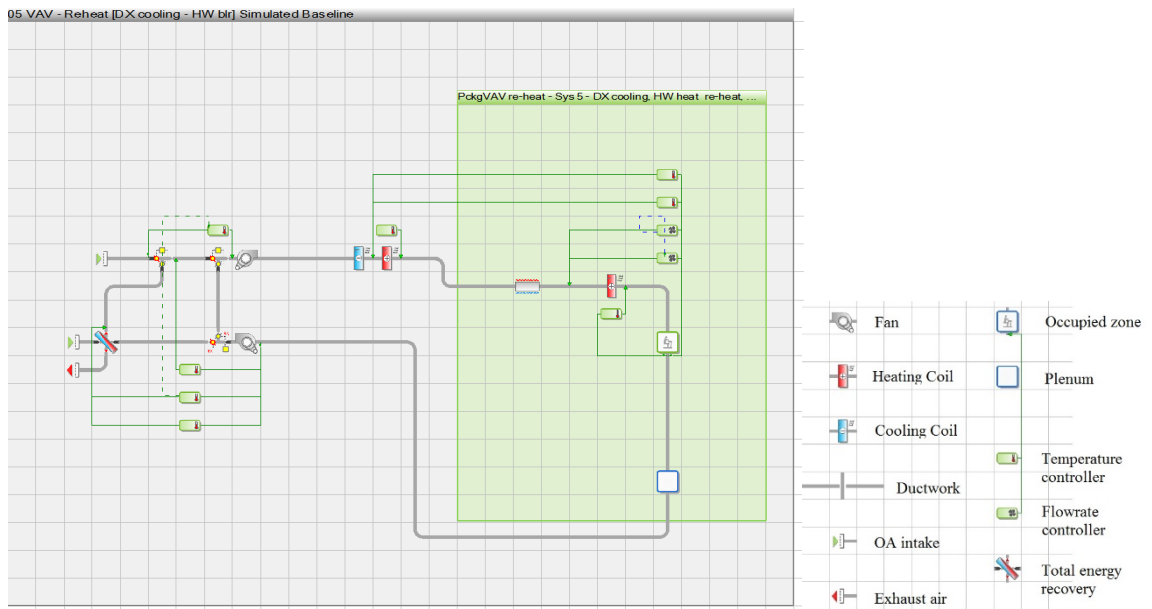 05 VAV - Reheat [DX cooling - HW blr] Simulated Baseline
PckgVAV re-heat - Sys 5 - DX cooling, HW heat re-heat, ...
Fan
Occupied zone
Heating Coil
Plenum
Cooling Coil
Temperature
controller
Ductwork
Flowrate
controller
OA intake
Total energy
recovery
Exhaust air